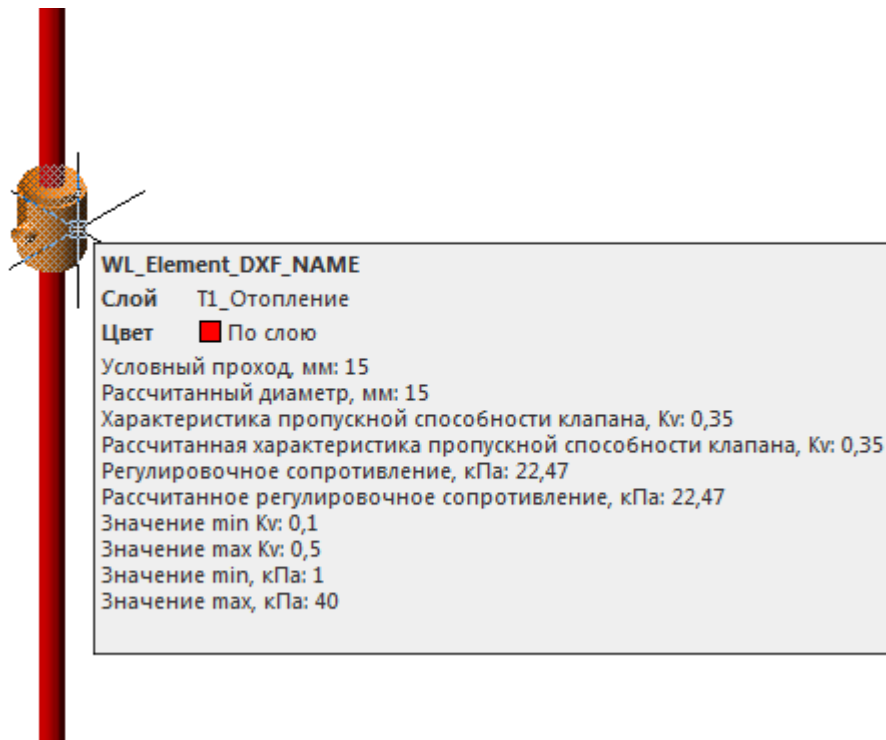 WL_Element_DXF_NAME
Слой Т1_Отопление
Цвет По слою
Условный проход, мм: 15
Рассчитанный диаметр, мм: 15
Характеристика пропускной способности клапана, Kv: 0,35
Рассчитанная характеристика пропускной способности клапана, Kv: 0,35
Регулировочное сопротивление, кПа: 22,47
Рассчитанное регулировочное сопротивление, кПа: 22,47
Значение min Kv: 0,1
Значение max Kv: 0,5
Значение min, кПа: 1
Значение max, кПа: 40